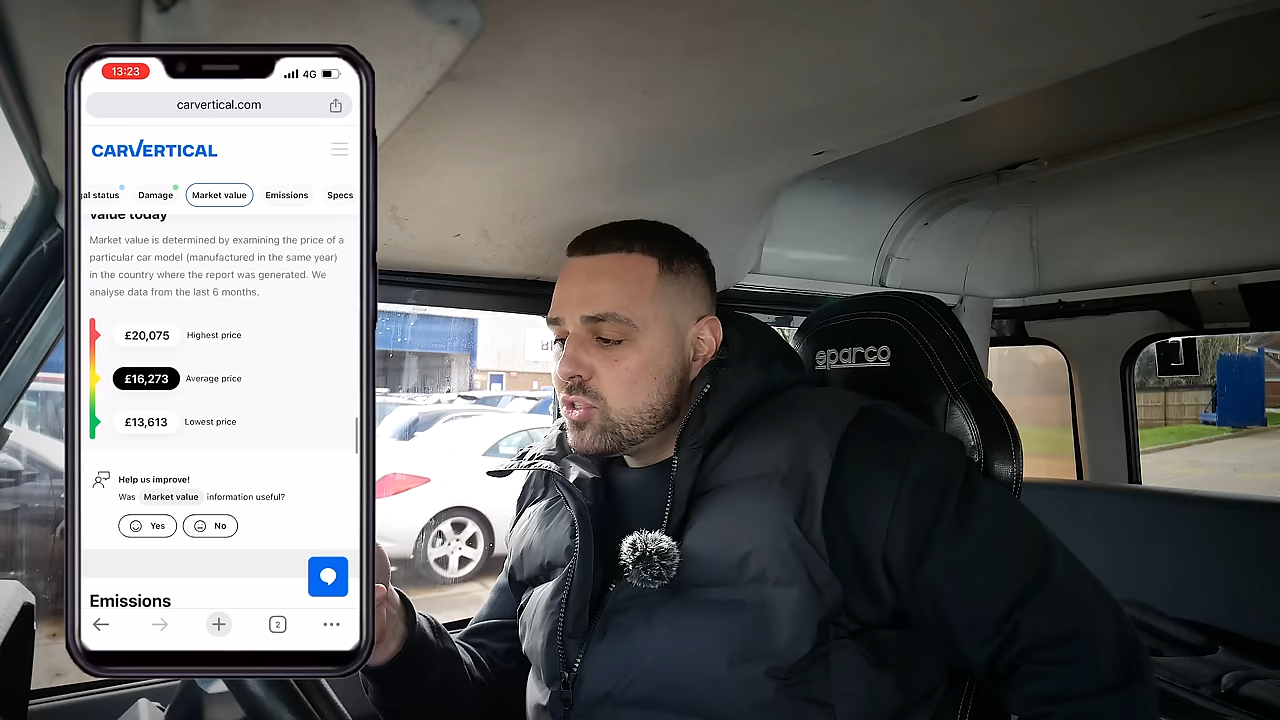 13:23
4G
carvertical.com
CARVERTICAL
al status Damage Market value Emissions Specs
value today
Market value is determined by examining the price of a
particular car model (manufactured in the same year)
in the country where the report was generated. We
analyse data from the last 6 months.
£20,075 Highest price
£16,273 Average price
£13,613 Lowest price
Help us improve!
Was Market value information useful?
Yes No
Emissions
2
sparco